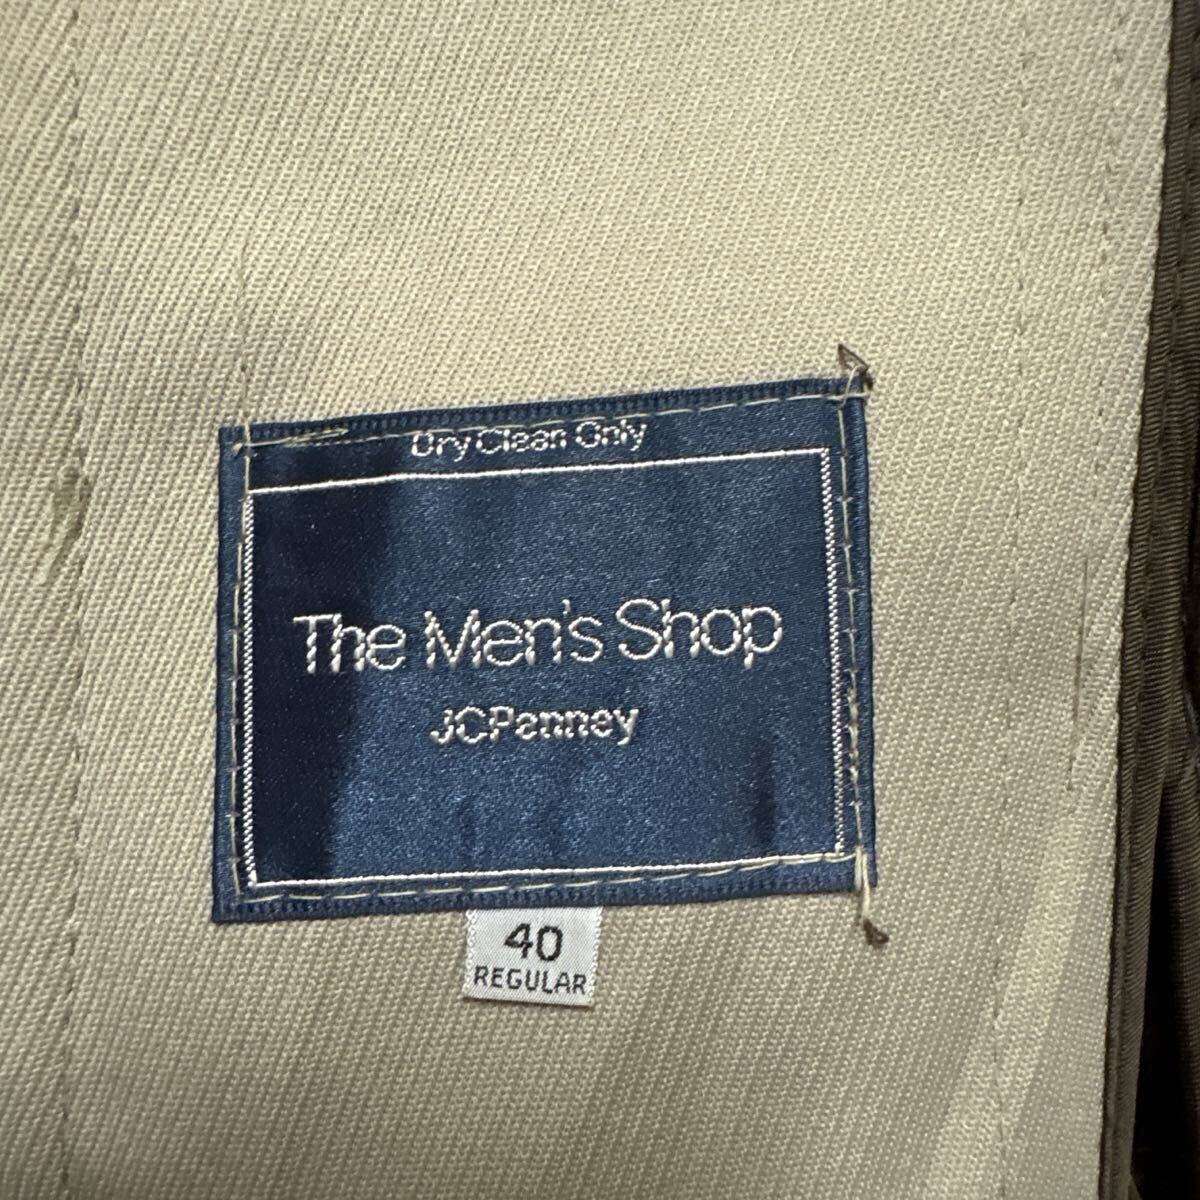 Dry Clean Only
The Men's Shop
JCPenney
40
REGULAR